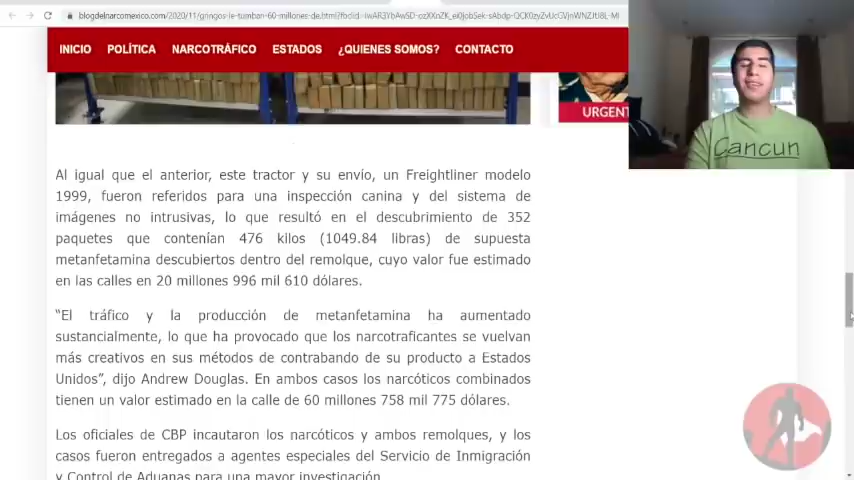 blogdelnarcomexico.com/2020/11/gringos-le-tumban-60-millones-de.html
INICIO POLÍTICA NARCOTRÁFICO ESTADOS ¿QUIENES SOMOS? CONTACTO
URGENT
Cancun
Al igual que el anterior, este tractor y su envío, un Freightliner modelo
1999, fueron referidos para una inspección canina y del sistema de
imágenes no intrusivas, lo que resultó en el descubrimiento de 352
paquetes que contenían 476 kilos (1049.84 libras) de supuesta
metanfetamina descubiertos dentro del remolque, cuyo valor fue estimado
en las calles en 20 millones 996 mil 610 dólares.
“El tráfico y la producción de metanfetamina ha aumentado
sustancialmente, lo que ha provocado que los narcotraficantes se vuelvan
más creativos en sus métodos de contrabando de su producto a Estados
Unidos”, dijo Andrew Douglas. En ambos casos los narcóticos combinados
tienen un valor estimado en la calle de 60 millones 758 mil 775 dólares.
Los oficiales de CBP incautaron los narcóticos y ambos remolques, y los
casos fueron entregados a agentes especiales del Servicio de Inmigración
y Control de Aduanas para una mayor investigación.